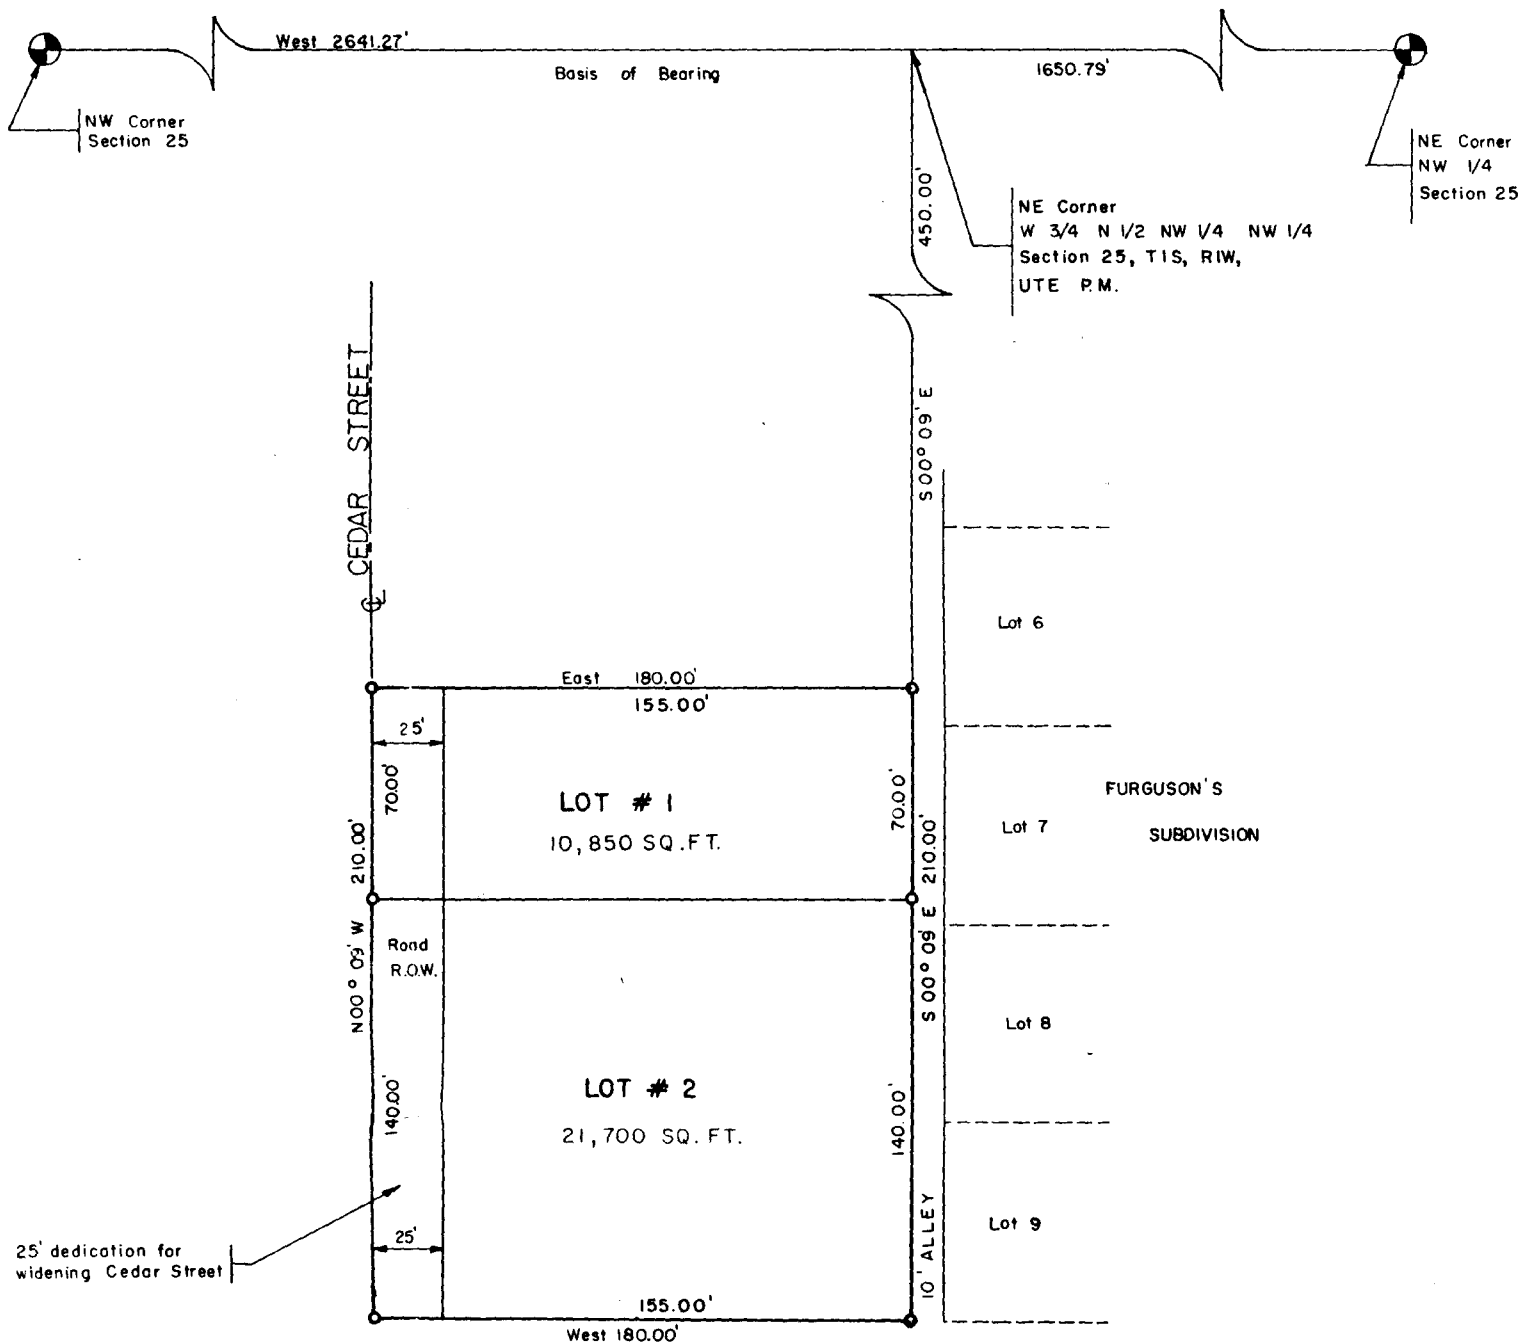 West 2641.27'
Basis of Bearing
1650.79'
NW Corner
Section 25
NE Corner
NW 1/4
Section 25
450.00'
NE Corner
W 3/4 N 1/2 NW 1/4 NW 1/4
Section 25, T1S, R1W,
UTE P.M.
CEDAR STREET
S 00° 09' E
℄
Lot 6
East 180.00'
155.00'
25'
70.00'
210.00'
LOT # 1
10,850 SQ.FT.
70.00'
210.00'
Lot 7
FURGUSON'S
SUBDIVISION
N 00° 09' W
Road
R.O.W.
S 00° 09' E
Lot 8
140.00'
LOT # 2
21,700 SQ. FT.
140.00'
10' ALLEY
Lot 9
25' dedication for
widening Cedar Street
25'
155.00'
West 180.00'